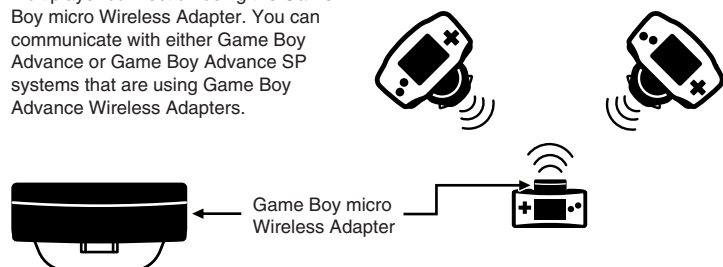 Boy micro Wireless Adapter. You can
communicate with either Game Boy
Advance or Game Boy Advance SP
systems that are using Game Boy
Advance Wireless Adapters.
Game Boy micro
Wireless Adapter